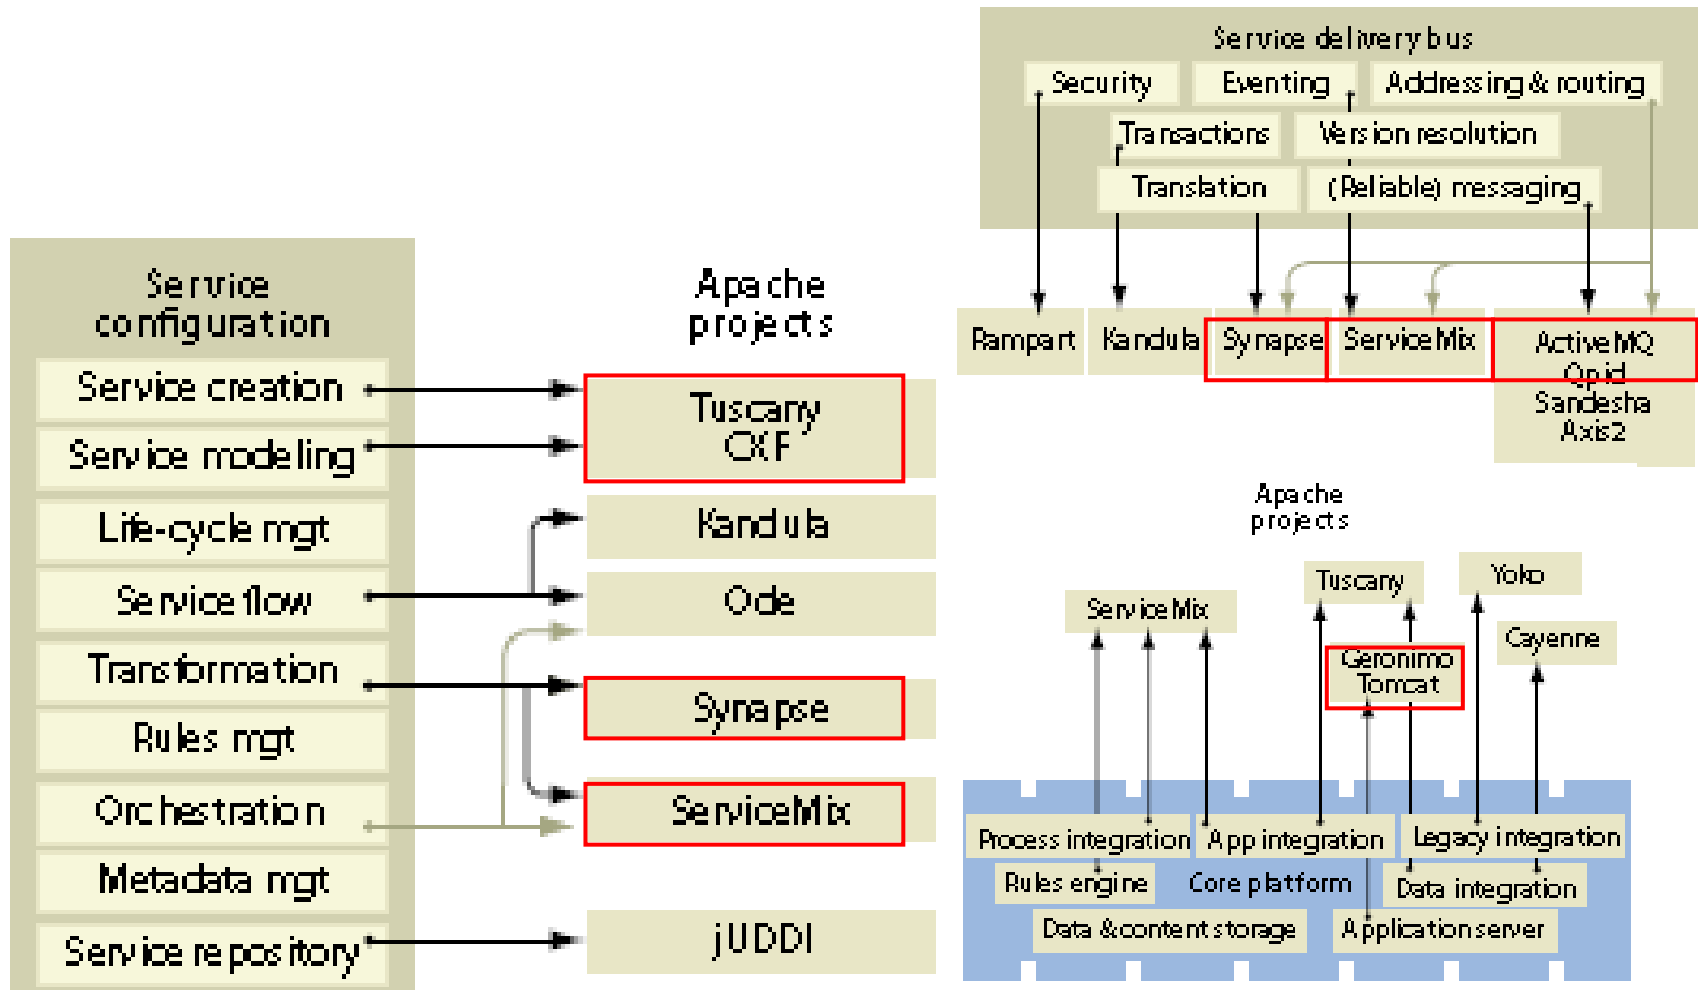 Service delivery bus
Security
Eventing
Addressing & routing
Transactions
Version resolution
Translation
(Reliable) messaging
Rampart
Kandula
Synapse
ServiceMix
ActiveMQ
Qpid
Sandesha
Axis2
Service
configuration
Service creation
Service modeling
Life-cycle mgt
Service flow
Transformation
Rules mgt
Orchestration
Metadata mgt
Service repository
Apache
projects
Tuscany
CXF
Kandula
Ode
Synapse
ServiceMix
jUDDI
Apache
projects
ServiceMix
Tuscany
Yoko
Geronimo
Tomcat
Cayenne
Process integration
App integration
Legacy integration
Rules engine
Core platform
Data integration
Data & content storage
Application server